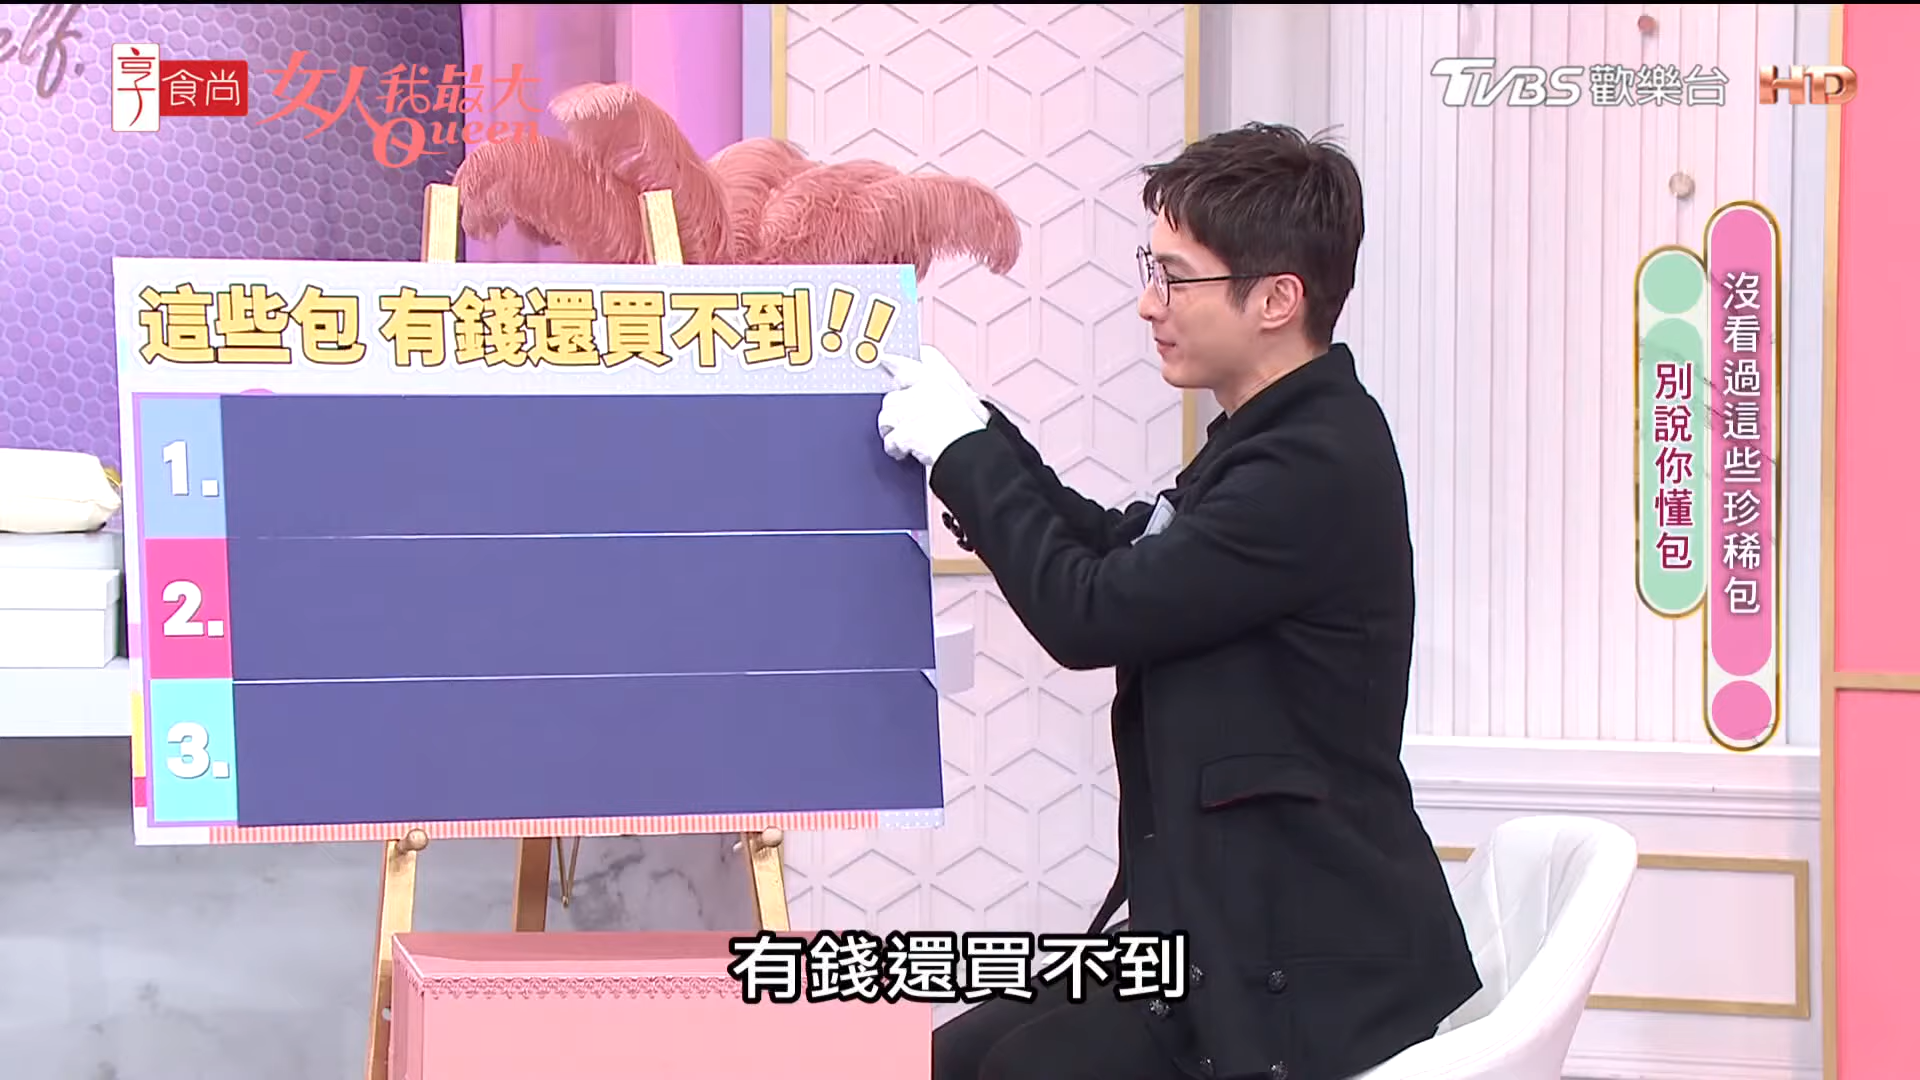 elf.
享
食尚
女人我最大
Queen
TVBS歡樂台 HD
這些包 有錢還買不到!!
1.
2.
3.
沒看過這些珍稀包
別說你懂包
有錢還買不到